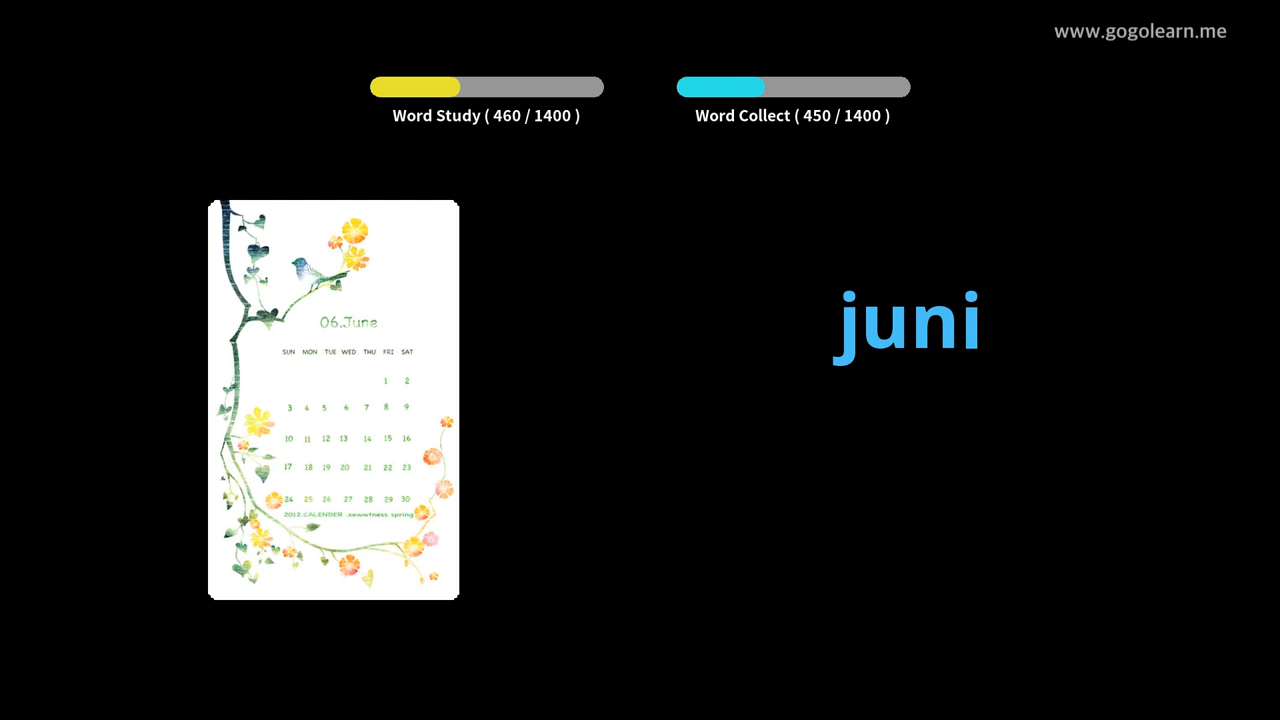 www.gogolearn.me
Word Study ( 460 / 1400 )
Word Collect ( 450 / 1400 )
06.June
SUN MON TUE WED THU FRI SAT
1 2
3 4 5 6 7 8 9
10 11 12 13 14 15 16
17 18 19 20 21 22 23
24 25 26 27 28 29 30
2012.CALENDER .sewwtness spring
juni